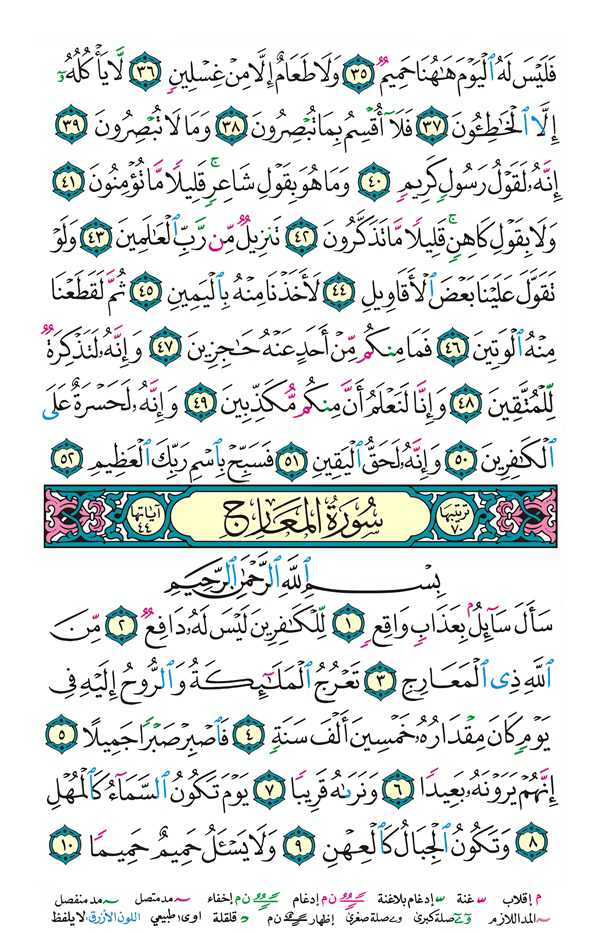 فَلَيْسَ لَهُ ٱلْيَوْمَ هَـٰهُنَا حَمِيمٌ ٣٥ وَلَا طَعَامٌ إِلَّا مِنْ غِسْلِينٍ ٣٦ لَّا يَأْكُلُهُۥٓ
إِلَّا ٱلْخَـٰطِـُٔونَ ٣٧ فَلَآ أُقْسِمُ بِمَا تُبْصِرُونَ ٣٨ وَمَا لَا تُبْصِرُونَ ٣٩
إِنَّهُۥ لَقَوْلُ رَسُولٍ كَرِيمٍ ٤٠ وَمَا هُوَ بِقَوْلِ شَاعِرٍ ۚ قَلِيلًا مَّا تُؤْمِنُونَ ٤١
وَلَا بِقَوْلِ كَاهِنٍ ۚ قَلِيلًا مَّا تَذَكَّرُونَ ٤٢ تَنزِيلٌ مِّن رَّبِّ ٱلْعَـٰلَمِينَ ٤٣ وَلَوْ
تَقَوَّلَ عَلَيْنَا بَعْضَ ٱلْأَقَاوِيلِ ٤٤ لَأَخَذْنَا مِنْهُ بِٱلْيَمِينِ ٤٥ ثُمَّ لَقَطَعْنَا
مِنْهُ ٱلْوَتِينَ ٤٦ فَمَا مِنكُم مِّنْ أَحَدٍ عَنْهُ حَـٰجِزِينَ ٤٧ وَإِنَّهُۥ لَتَذْكِرَةٌ
لِّلْمُتَّقِينَ ٤٨ وَإِنَّا لَنَعْلَمُ أَنَّ مِنكُم مُّكَذِّبِينَ ٤٩ وَإِنَّهُۥ لَحَسْرَةٌ عَلَى
ٱلْكَـٰفِرِينَ ٥٠ وَإِنَّهُۥ لَحَقُّ ٱلْيَقِينِ ٥١ فَسَبِّحْ بِٱسْمِ رَبِّكَ ٱلْعَظِيمِ ٥٢
ترتيبها ٧٠ سُورَةُ المَعَارِجِ آياتها ٤٤
بِسْمِ ٱللَّهِ ٱلرَّحْمَـٰنِ ٱلرَّحِيمِ
سَأَلَ سَآئِلٌۢ بِعَذَابٍ وَاقِعٍ ١ لِّلْكَـٰفِرِينَ لَيْسَ لَهُۥ دَافِعٌ ٢ مِّنَ
ٱللَّهِ ذِى ٱلْمَعَارِجِ ٣ تَعْرُجُ ٱلْمَلَـٰٓئِكَةُ وَٱلرُّوحُ إِلَيْهِ فِى
يَوْمٍ كَانَ مِقْدَارُهُۥ خَمْسِينَ أَلْفَ سَنَةٍ ٤ فَٱصْبِرْ صَبْرًا جَمِيلًا ٥
إِنَّهُمْ يَرَوْنَهُۥ بَعِيدًا ٦ وَنَرَىٰهُ قَرِيبًا ٧ يَوْمَ تَكُونُ ٱلسَّمَآءُ كَٱلْمُهْلِ
٨ وَتَكُونُ ٱلْجِبَالُ كَٱلْعِهْنِ ٩ وَلَا يَسْـَٔلُ حَمِيمٌ حَمِيمًا ١٠
م إقلاب غنة إدغام بلاغنة ن م إدغام ن م إخفاء مد متصل مد منفصل
المد اللازم صلة كبرى صلة صغرى إظهار ن م قلقلة اوى طبيعي اللون الأزرق: لا يلفظ